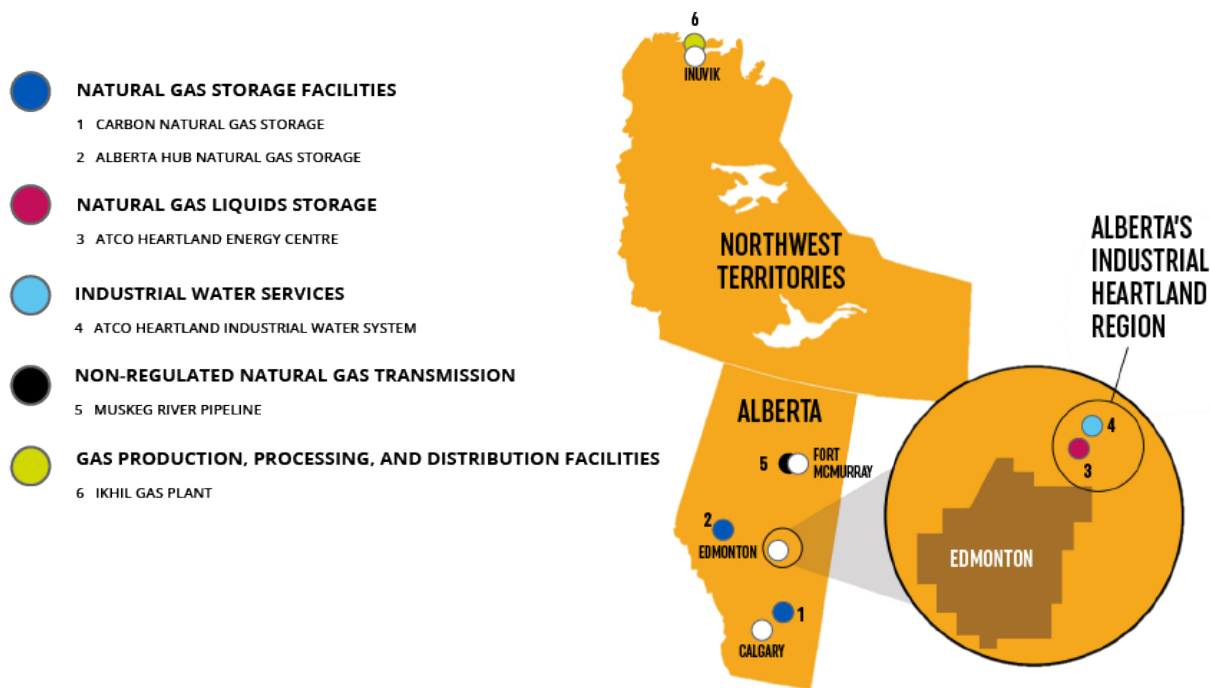 NATURAL GAS STORAGE FACILITIES
1 CARBON NATURAL GAS STORAGE
2 ALBERTA HUB NATURAL GAS STORAGE
NATURAL GAS LIQUIDS STORAGE
3 ATCO HEARTLAND ENERGY CENTRE
INDUSTRIAL WATER SERVICES
4 ATCO HEARTLAND INDUSTRIAL WATER SYSTEM
NON-REGULATED NATURAL GAS TRANSMISSION
5 MUSKEG RIVER PIPELINE
GAS PRODUCTION, PROCESSING, AND DISTRIBUTION FACILITIES
6 IKHIL GAS PLANT
6
INUVIK
NORTHWEST
TERRITORIES
ALBERTA
5
FORT
MCMURRAY
2
EDMONTON
1
CALGARY
ALBERTA'S
INDUSTRIAL
HEARTLAND
REGION
4
3
EDMONTON